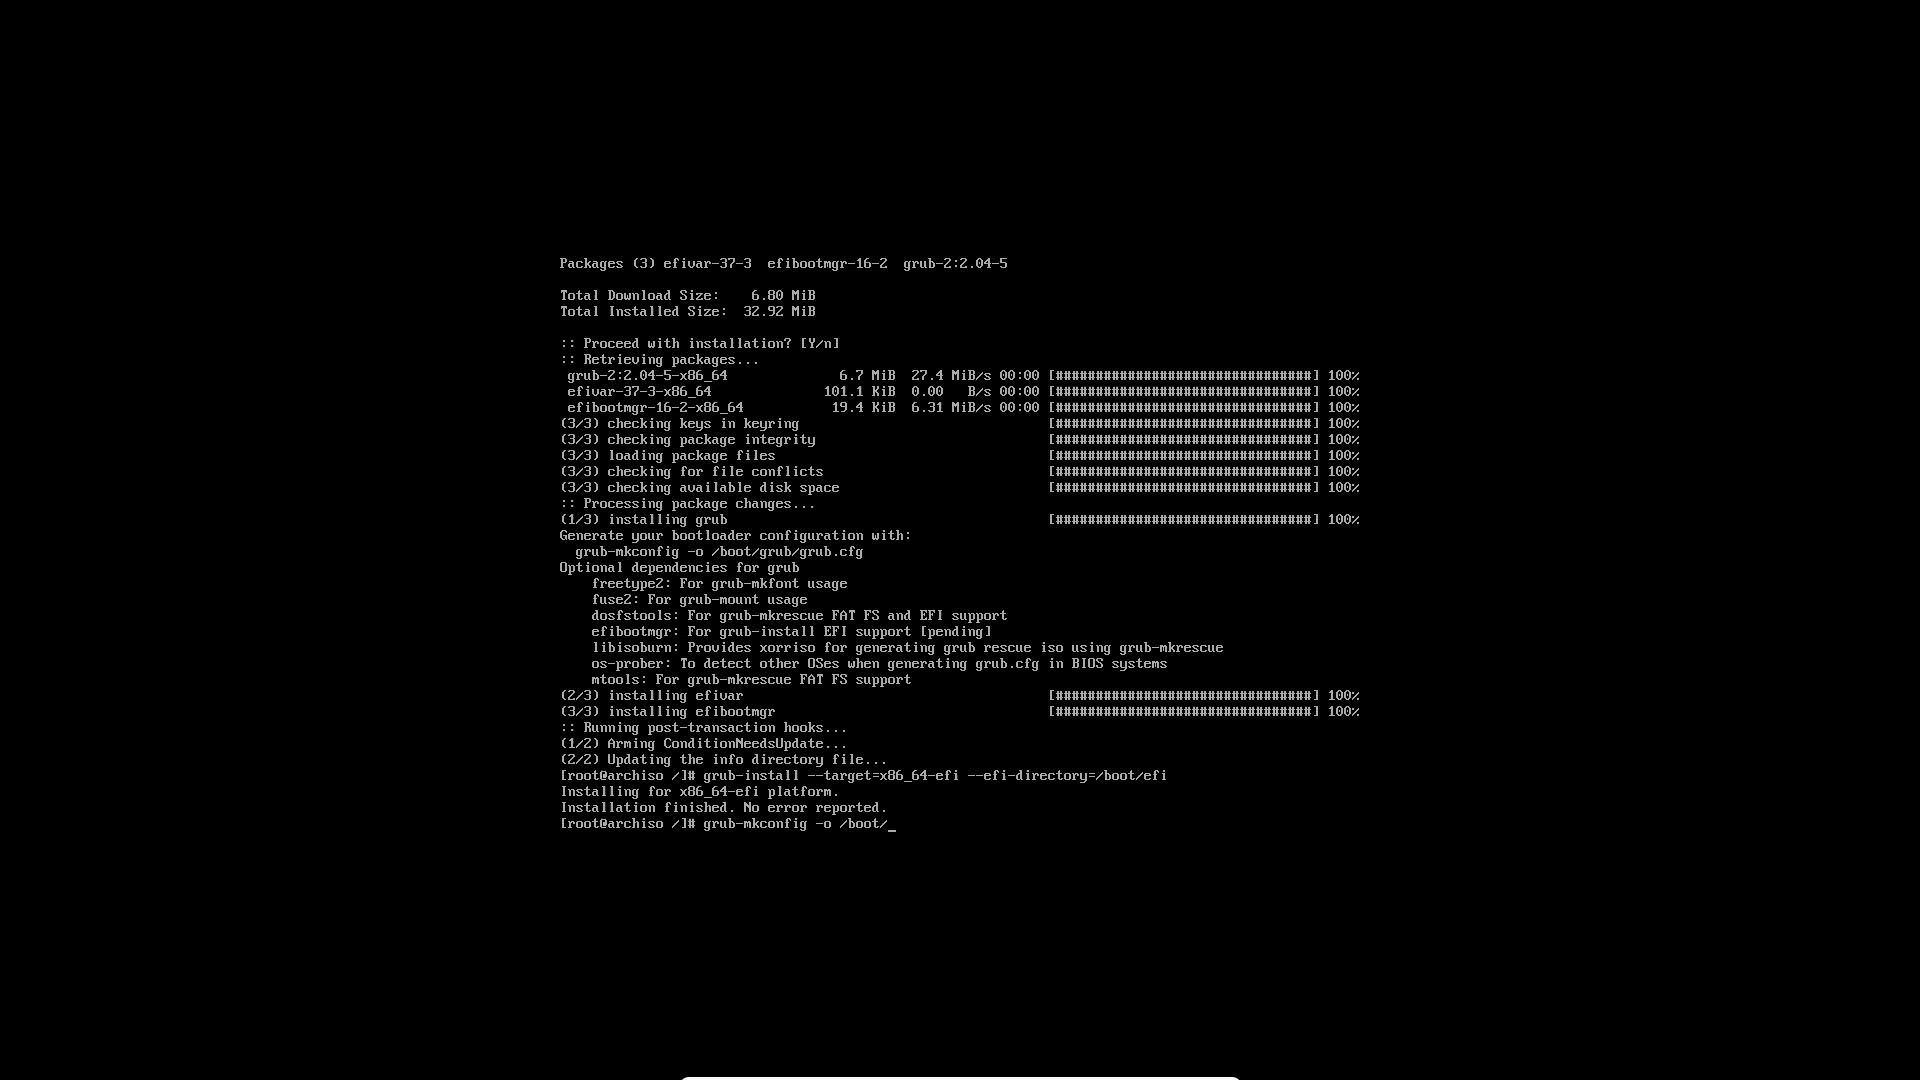 Packages (3) efivar-37-3  efibootmgr-16-2  grub-2:2.04-5

Total Download Size:    6.80 MiB
Total Installed Size:  32.92 MiB

:: Proceed with installation? [Y/n]
:: Retrieving packages...
 grub-2:2.04-5-x86_64              6.7 MiB  27.4 MiB/s 00:00 [################################] 100%
 efivar-37-3-x86_64              101.1 KiB  0.00   B/s 00:00 [################################] 100%
 efibootmgr-16-2-x86_64           19.4 KiB  6.31 MiB/s 00:00 [################################] 100%
(3/3) checking keys in keyring                               [################################] 100%
(3/3) checking package integrity                             [################################] 100%
(3/3) loading package files                                  [################################] 100%
(3/3) checking for file conflicts                            [################################] 100%
(3/3) checking available disk space                          [################################] 100%
:: Processing package changes...
(1/3) installing grub                                        [################################] 100%
Generate your bootloader configuration with:
  grub-mkconfig -o /boot/grub/grub.cfg
Optional dependencies for grub
    freetype2: For grub-mkfont usage
    fuse2: For grub-mount usage
    dosfstools: For grub-mkrescue FAT FS and EFI support
    efibootmgr: For grub-install EFI support [pending]
    libisoburn: Provides xorriso for generating grub rescue iso using grub-mkrescue
    os-prober: To detect other OSes when generating grub.cfg in BIOS systems
    mtools: For grub-mkrescue FAT FS support
(2/3) installing efivar                                      [################################] 100%
(3/3) installing efibootmgr                                  [################################] 100%
:: Running post-transaction hooks...
(1/2) Arming ConditionNeedsUpdate...
(2/2) Updating the info directory file...
[root@archiso /]# grub-install --target=x86_64-efi --efi-directory=/boot/efi
Installing for x86_64-efi platform.
Installation finished. No error reported.
[root@archiso /]# grub-mkconfig -o /boot/_